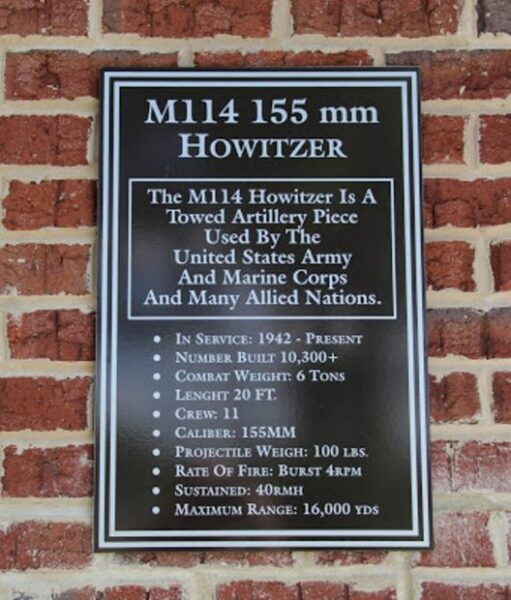 M114 155 mm
Howitzer
The M114 Howitzer Is A
Towed Artillery Piece
Used By The
United States Army
And Marine Corps
And Many Allied Nations.
• In Service: 1942 - Present
• Number Built 10,300+
• Combat Weight: 6 Tons
• Lenght 20 FT.
• Crew: 11
• Caliber: 155MM
• Projectile Weigh: 100 lbs.
• Rate Of Fire: Burst 4rpm
• Sustained: 40rmh
• Maximum Range: 16,000 yds